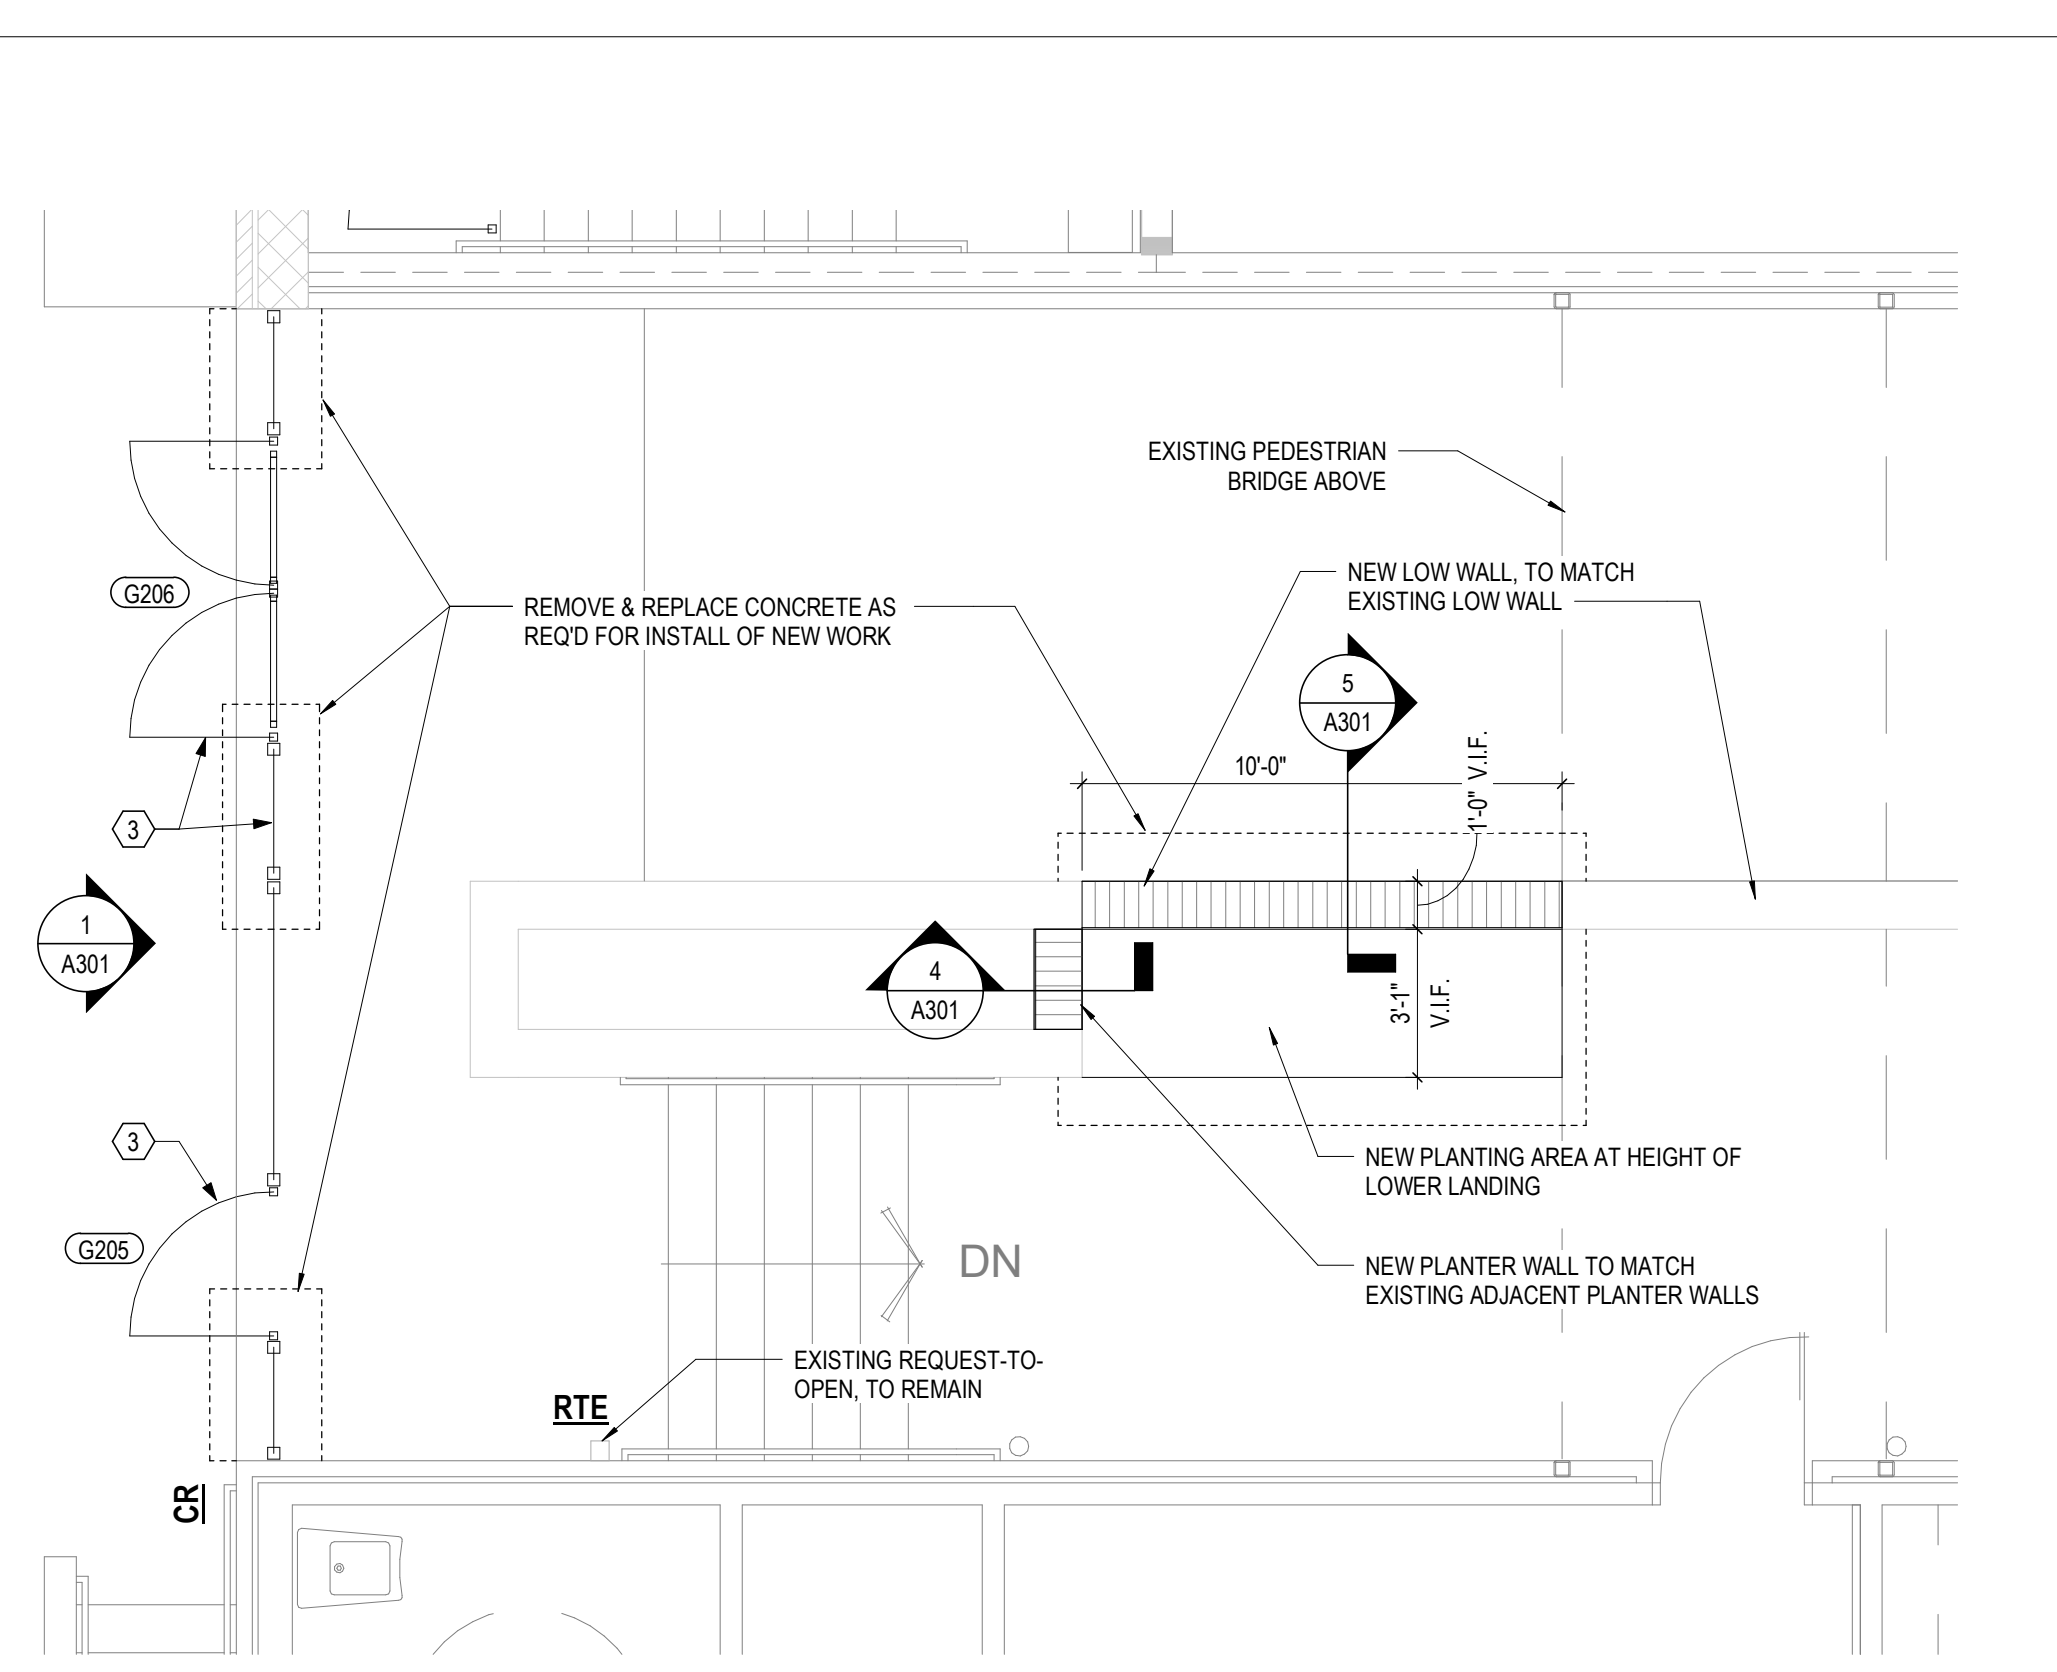 EXISTING PEDESTRIAN
BRIDGE ABOVE
NEW LOW WALL, TO MATCH
EXISTING LOW WALL
G206
REMOVE & REPLACE CONCRETE AS
REQ'D FOR INSTALL OF NEW WORK
5
A301
10'-0"
1'-0" V.I.F.
3
1
A301
4
A301
3'-1"
V.I.F.
3
NEW PLANTING AREA AT HEIGHT OF
LOWER LANDING
G205
DN
NEW PLANTER WALL TO MATCH
EXISTING ADJACENT PLANTER WALLS
EXISTING REQUEST-TO-
OPEN, TO REMAIN
RTE
CR